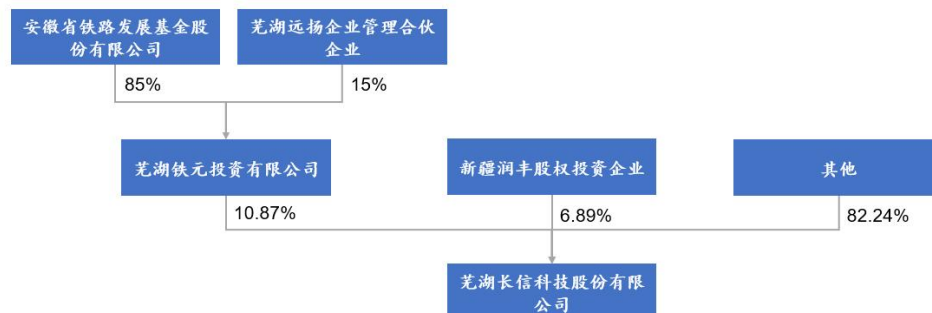 安徽省铁路发展基金股
份有限公司
芜湖远扬企业管理合伙
企业
85%
15%
芜湖铁元投资有限公司
新疆润丰股权投资企业
其他
10.87%
6.89%
82.24%
芜湖长信科技股份有限
公司